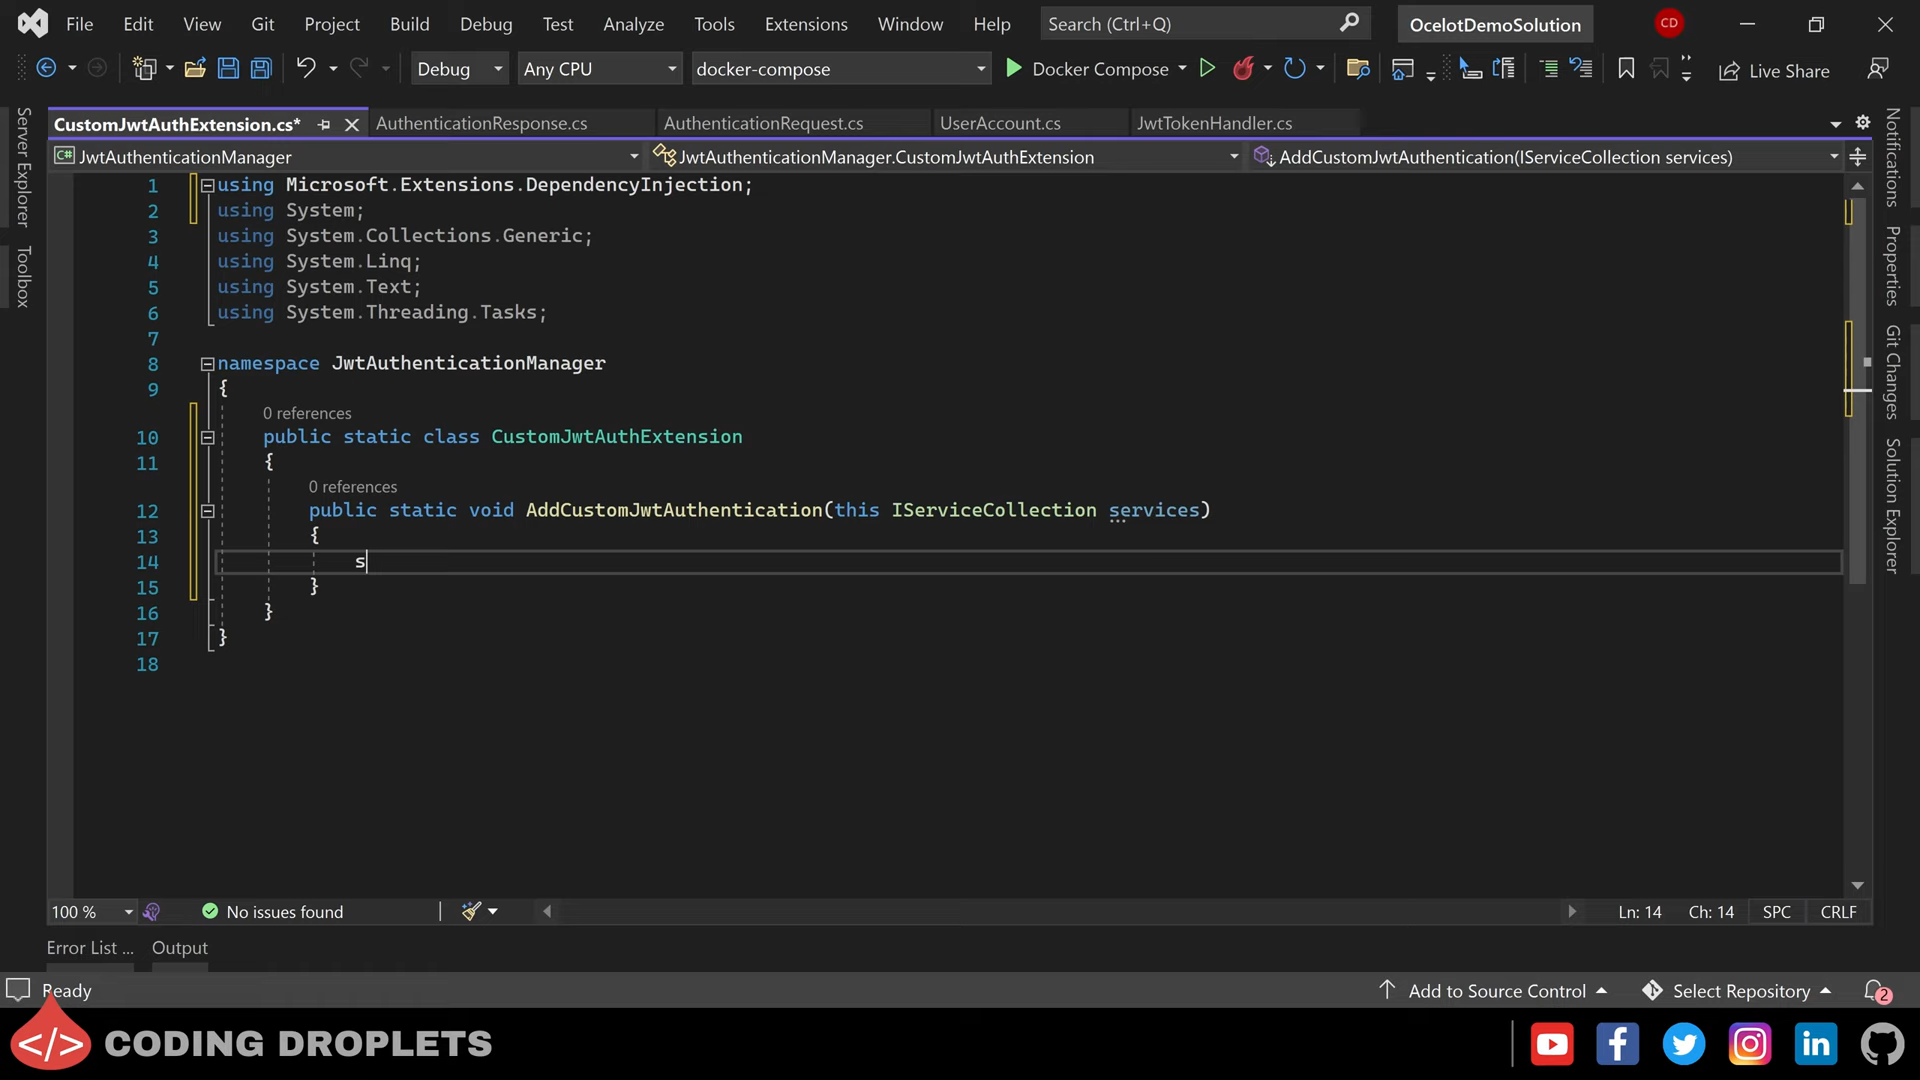 File Edit View Git Project Build Debug Test Analyze Tools Extensions Window Help Search (Ctrl+Q) OcelotDemoSolution CD
Debug Any CPU docker-compose Docker Compose Live Share
CustomJwtAuthExtension.cs* AuthenticationResponse.cs AuthenticationRequest.cs UserAccount.cs JwtTokenHandler.cs
C# JwtAuthenticationManager JwtAuthenticationManager.CustomJwtAuthExtension AddCustomJwtAuthentication(IServiceCollection services)
Server Explorer
Toolbox
1 using Microsoft.Extensions.DependencyInjection;
2 using System;
3 using System.Collections.Generic;
4 using System.Linq;
5 using System.Text;
6 using System.Threading.Tasks;
7
8 namespace JwtAuthenticationManager
9 {
0 references
10 public static class CustomJwtAuthExtension
11 {
0 references
12 public static void AddCustomJwtAuthentication(this IServiceCollection services)
13 {
14 s
15 }
16 }
17 }
18
Notifications
Properties
Git Changes
Solution Explorer
100 % No issues found Ln: 14 Ch: 14 SPC CRLF
Error List ... Output
Ready Add to Source Control Select Repository 2
</> CODING DROPLETS